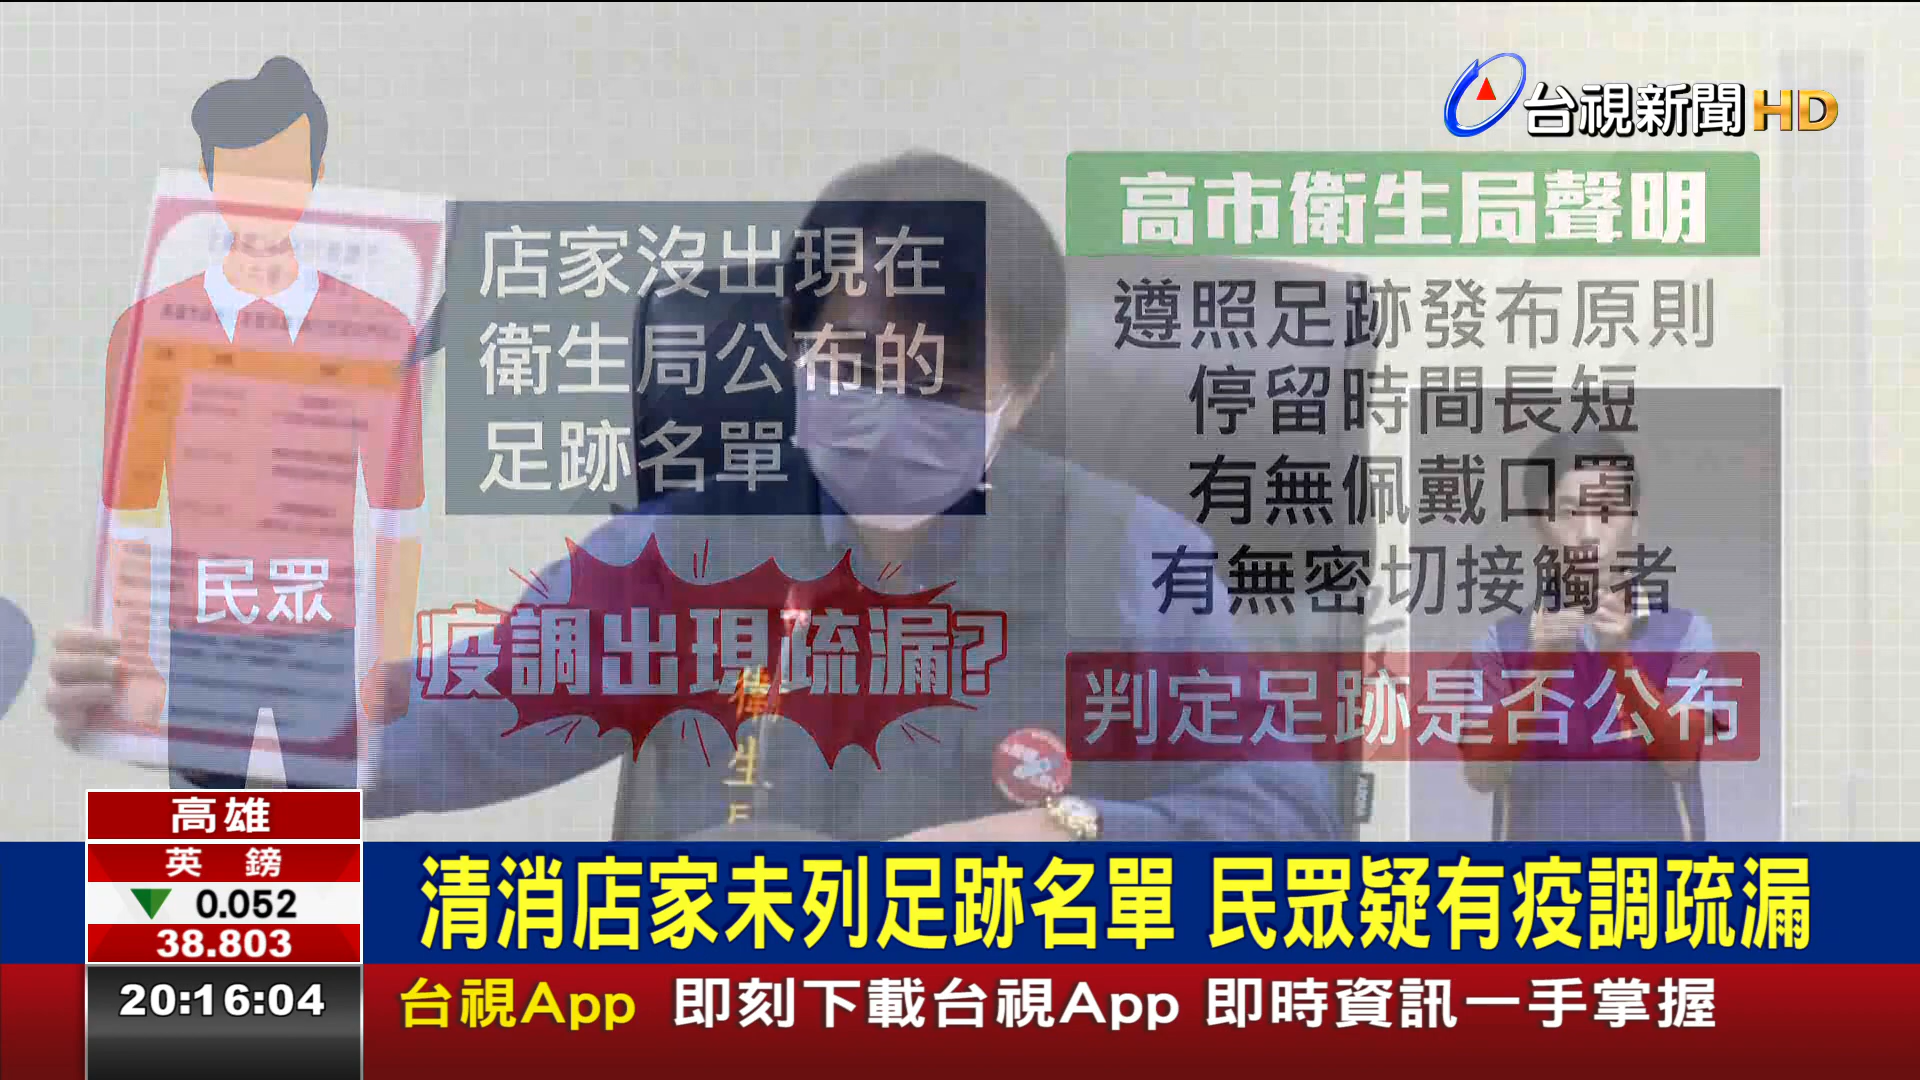 台視新聞HD
店家沒出現在
衛生局公布的
足跡名單
民眾
疫調出現疏漏?
高市衛生局聲明
遵照足跡發布原則
停留時間長短
有無佩戴口罩
有無密切接觸者
判定足跡是否公布
衛生局
高雄
英 鎊
0.052
38.803
20:16:04
清消店家未列足跡名單 民眾疑有疫調疏漏
台視App 即刻下載台視App 即時資訊一手掌握